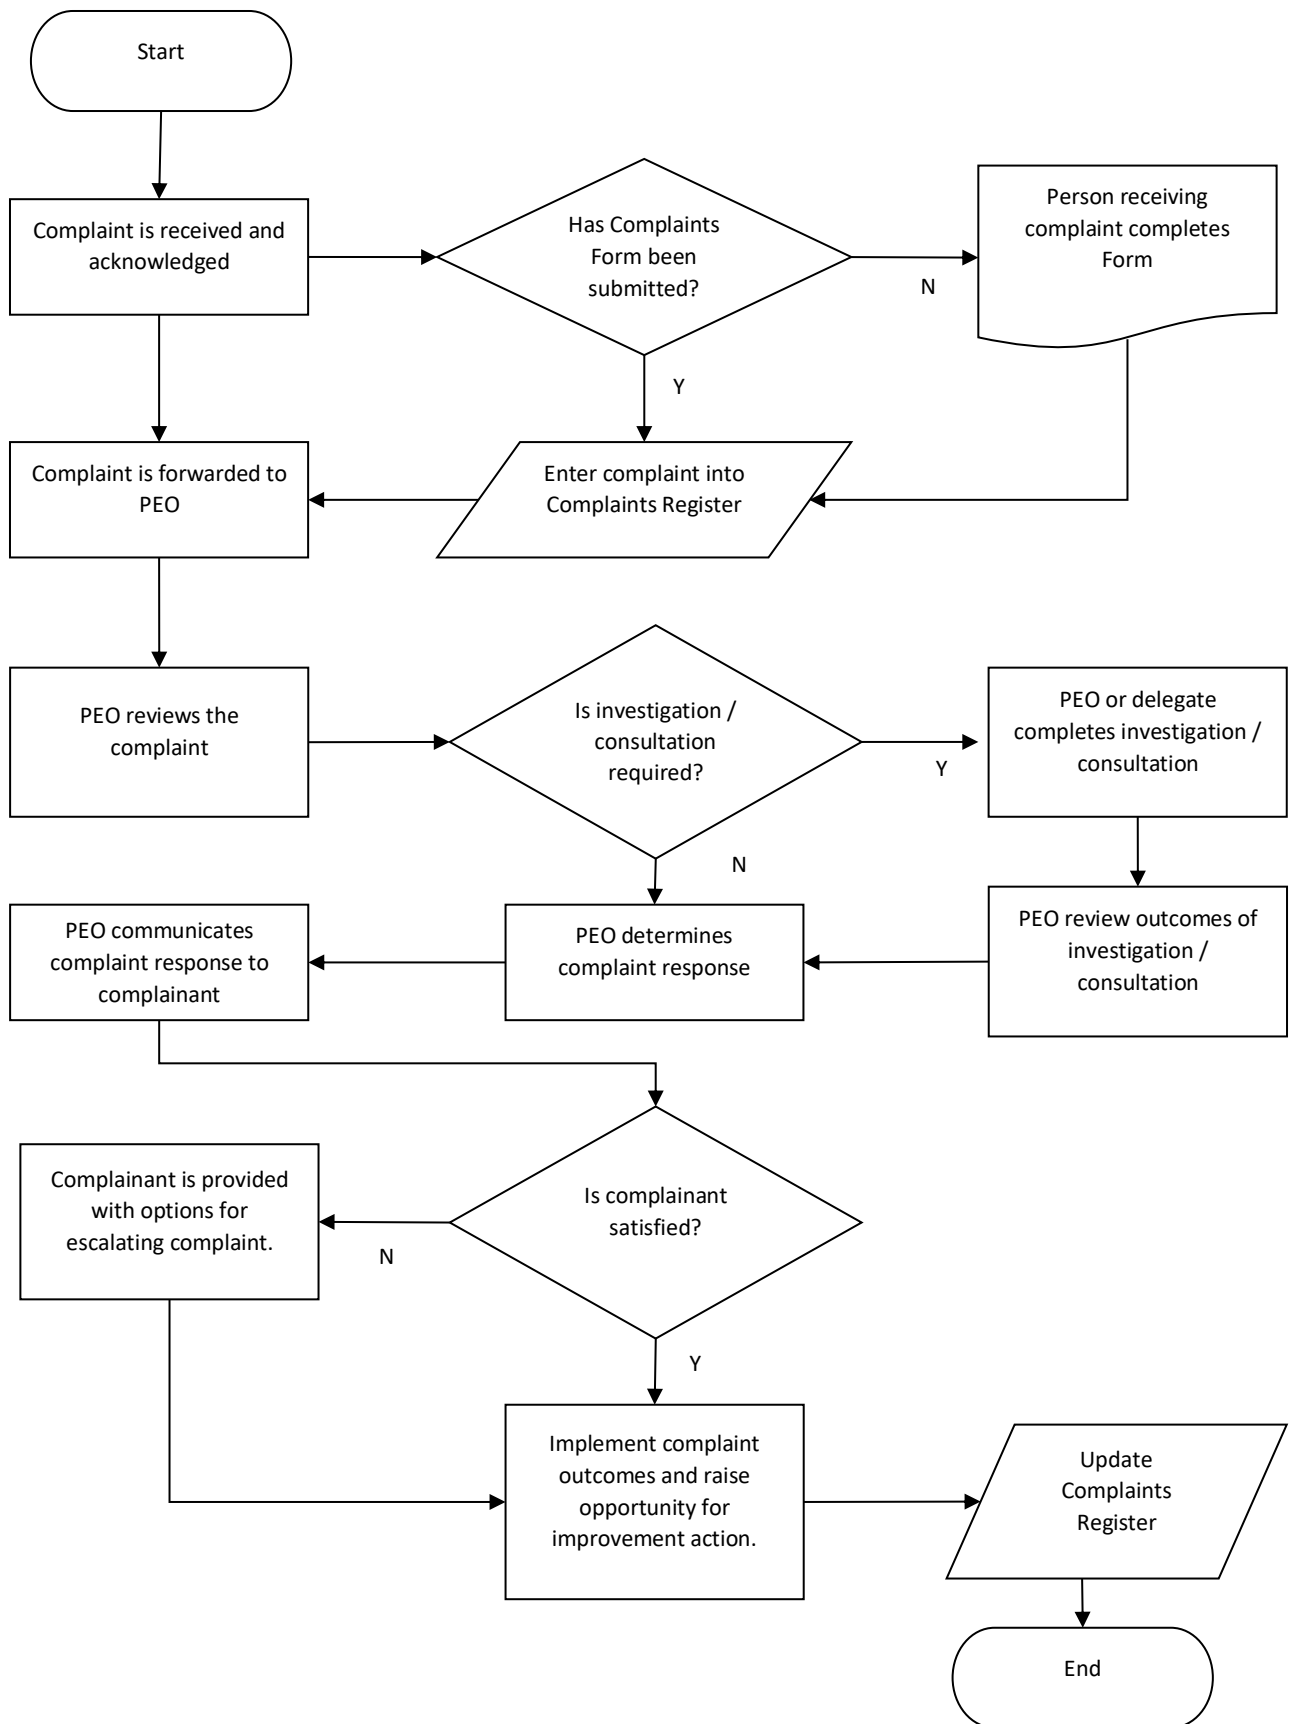 Start
Complaint is received and
acknowledged
Has Complaints
Form been
submitted?
N
Person receiving
complaint completes
Form
Y
Complaint is forwarded to
PEO
Enter complaint into
Complaints Register
PEO reviews the
complaint
Is investigation /
consultation
required?
Y
PEO or delegate
completes investigation /
consultation
N
PEO communicates
complaint response to
complainant
PEO determines
complaint response
PEO review outcomes of
investigation /
consultation
Complainant is provided
with options for
escalating complaint.
N
Is complainant
satisfied?
Y
Implement complaint
outcomes and raise
opportunity for
improvement action.
Update
Complaints
Register
End